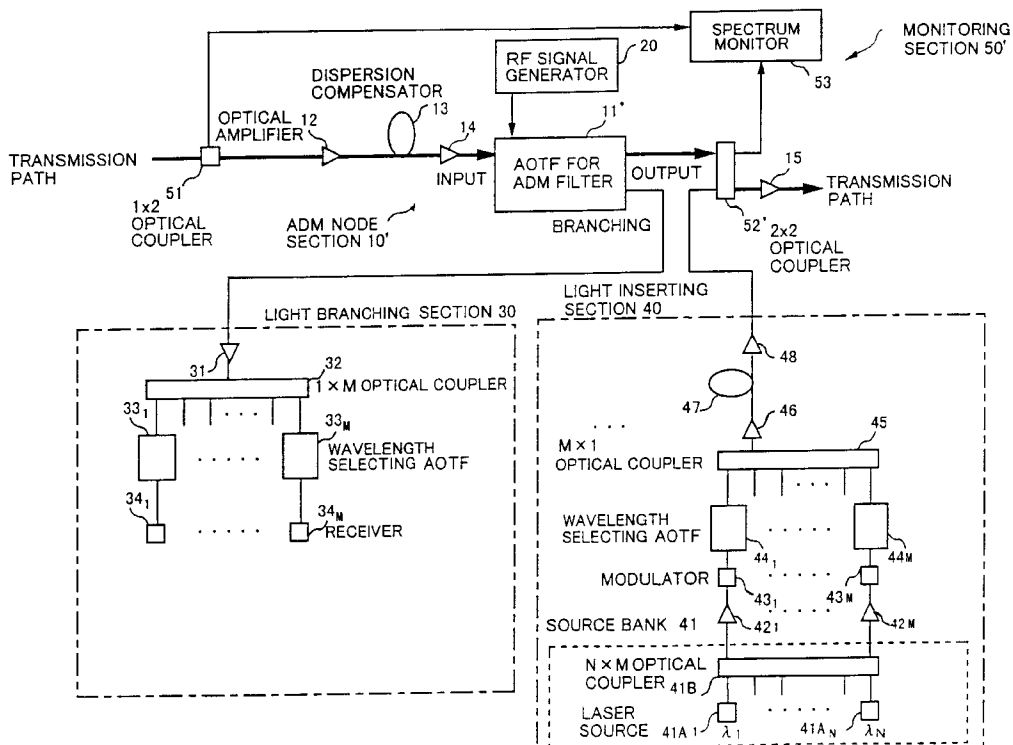 SPECTRUM
MONITOR
53
MONITORING
SECTION 50'
20
RF SIGNAL
GENERATOR
DISPERSION
COMPENSATOR
13
OPTICAL
AMPLIFIER 12
14
11'
AOTF FOR
ADM FILTER
TRANSMISSION
PATH
51
INPUT
OUTPUT
15
TRANSMISSION
PATH
1x2
OPTICAL
COUPLER
ADM NODE
SECTION 10'
BRANCHING
52'
2x2
OPTICAL
COUPLER
LIGHT BRANCHING SECTION 30
31
32
1 × M OPTICAL COUPLER
33₁
33M
WAVELENGTH
SELECTING AOTF
34₁
34M
RECEIVER
LIGHT INSERTING
SECTION 40
48
47
46
45
M × 1
OPTICAL COUPLER
WAVELENGTH
SELECTING AOTF
44₁
44M
MODULATOR
43₁
43M
SOURCE BANK 41
42₁
42M
N × M OPTICAL
COUPLER
41B
LASER
SOURCE
41A₁
λ₁
41A_N
λ_N